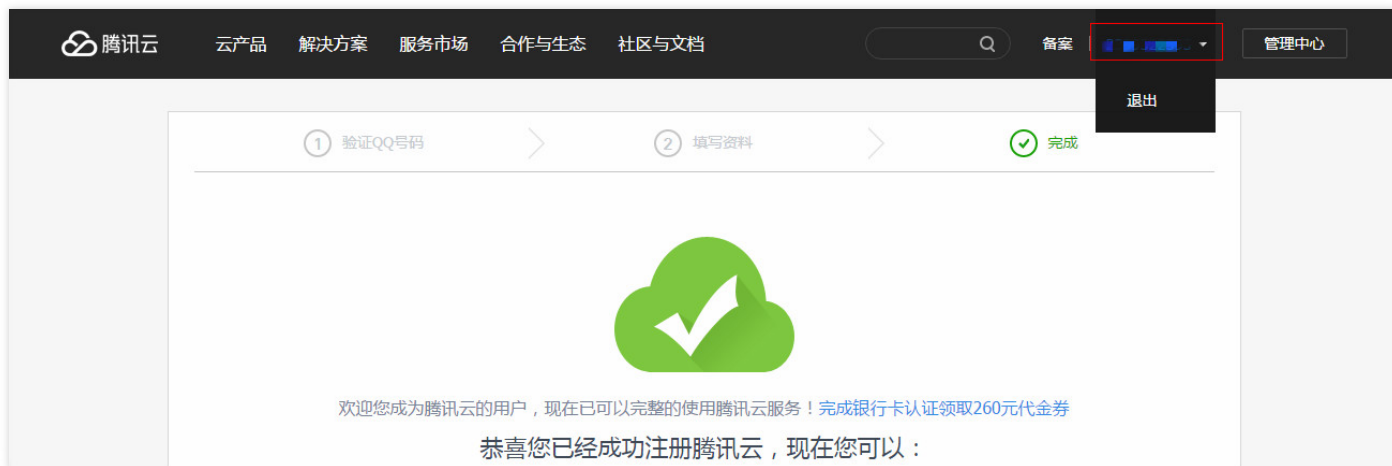 腾讯云 云产品 解决方案 服务市场 合作与生态 社区与文档 备案 管理中心
退出
1 验证QQ号码 2 填写资料 完成
欢迎您成为腾讯云的用户，现在已可以完整的使用腾讯云服务！完成银行卡认证领取260元代金券
恭喜您已经成功注册腾讯云，现在您可以：